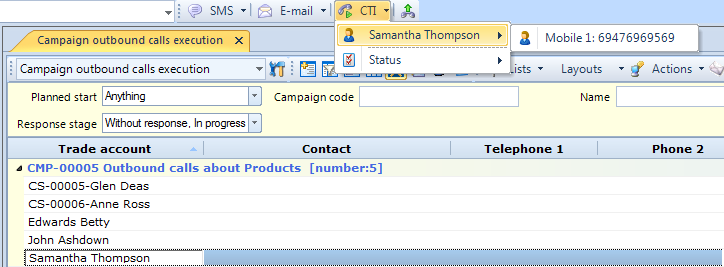 SMS E-mail CTI
Campaign outbound calls execution
Samantha Thompson Mobile 1: 69476969569
Status
Campaign outbound calls execution Lists Layouts Actions
Planned start Anything Campaign code Name
Response stage Without response, In progress
Trade account Contact Telephone 1 Phone 2
CMP-00005 Outbound calls about Products [number:5]
CS-00005-Glen Deas
CS-00006-Anne Ross
Edwards Betty
John Ashdown
Samantha Thompson